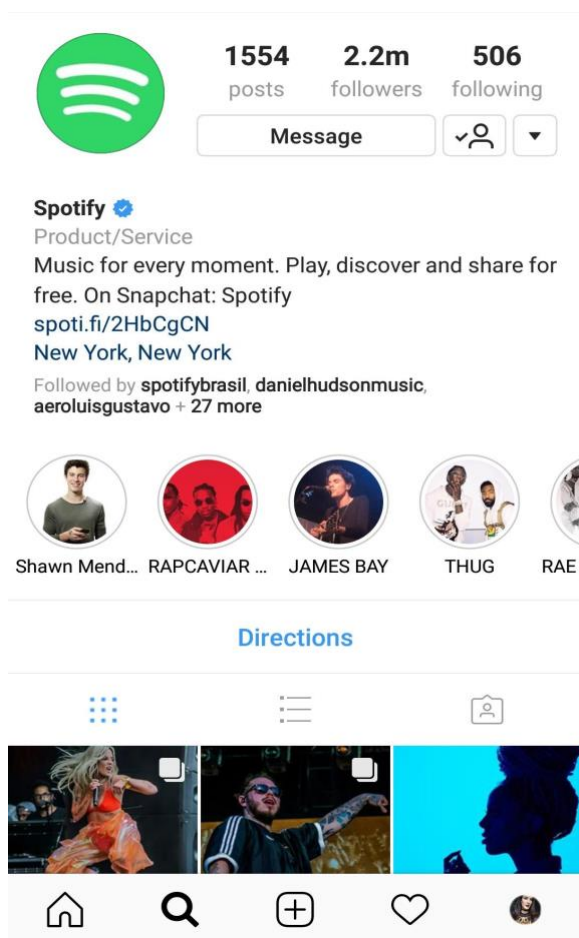 1554 2.2m 506
posts followers following
Message
Spotify
Product/Service
Music for every moment. Play, discover and share for
free. On Snapchat: Spotify
spoti.fi/2HbCgCN
New York, New York
Followed by spotifybrasil, danielhudsonmusic,
aeroluisgustavo + 27 more
Shawn Mend... RAPCAVIAR ... JAMES BAY THUG RAE
Directions